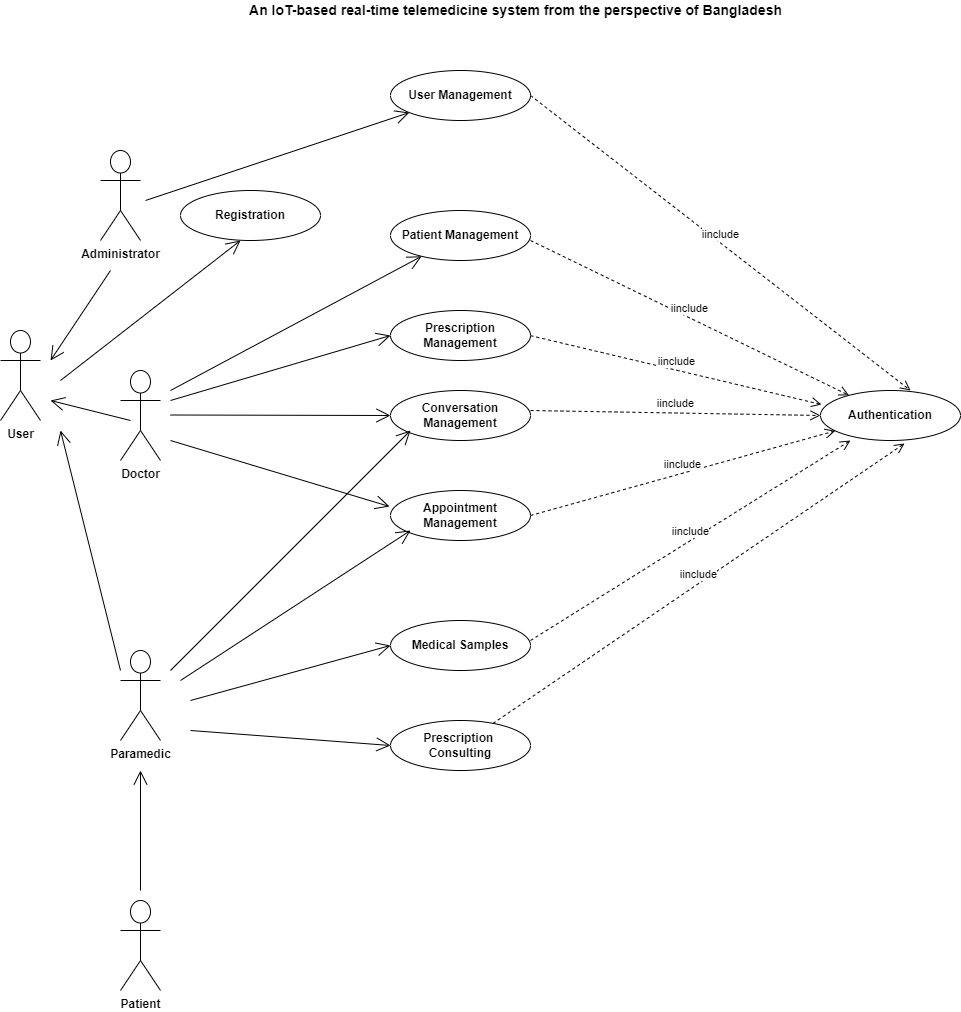 An IoT-based real-time telemedicine system from the perspective of Bangladesh
User Management
Administrator
Registration
Patient Management
iinclude
iinclude
Prescription
Management
iinclude
User
Doctor
Conversation
Management
iinclude
Authentication
Appointment
Management
iinclude
iinclude
iinclude
Medical Samples
Paramedic
Prescription
Consulting
Patient